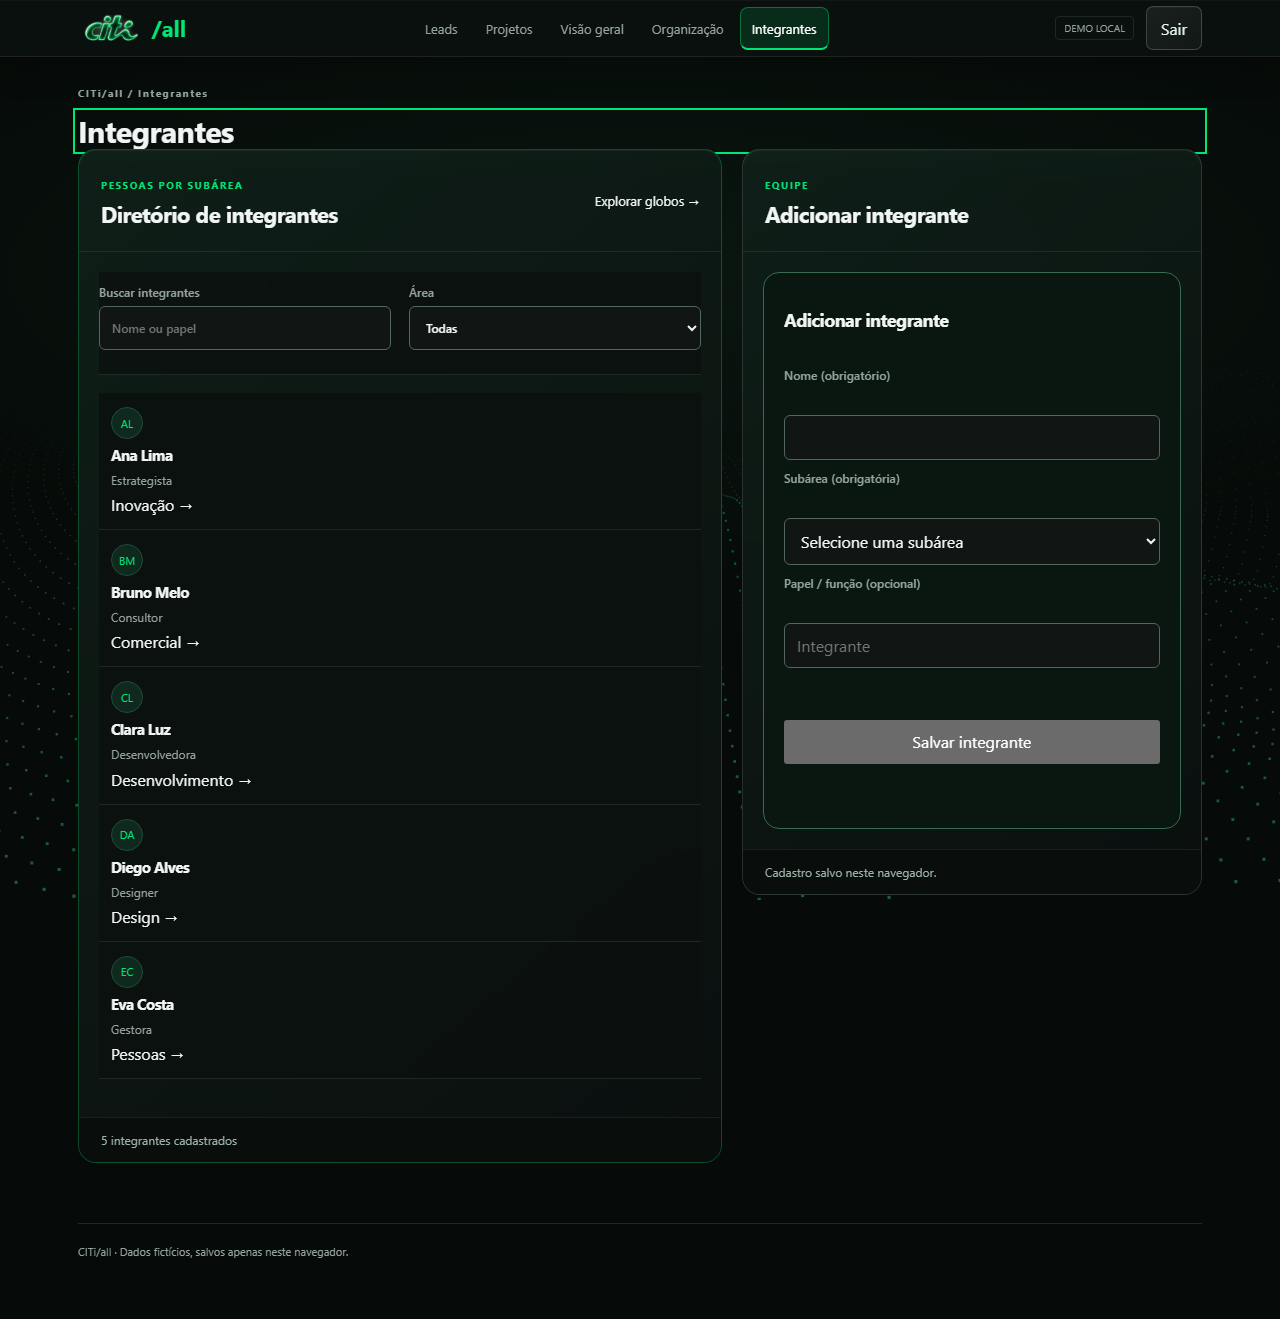 citi /all
Leads
Projetos
Visão geral
Organização
Integrantes
DEMO LOCAL
Sair
CITi/all / Integrantes
Integrantes
PESSOAS POR SUBÁREA
Diretório de integrantes
Explorar globos →
Buscar integrantes
Nome ou papel
Área
Todas
AL
Ana Lima
Estrategista
Inovação →
BM
Bruno Melo
Consultor
Comercial →
CL
Clara Luz
Desenvolvedora
Desenvolvimento →
DA
Diego Alves
Designer
Design →
EC
Eva Costa
Gestora
Pessoas →
5 integrantes cadastrados
EQUIPE
Adicionar integrante
Adicionar integrante
Nome (obrigatório)
Subárea (obrigatória)
Selecione uma subárea
Papel / função (opcional)
Integrante
Salvar integrante
Cadastro salvo neste navegador.
CITi/all · Dados fictícios, salvos apenas neste navegador.